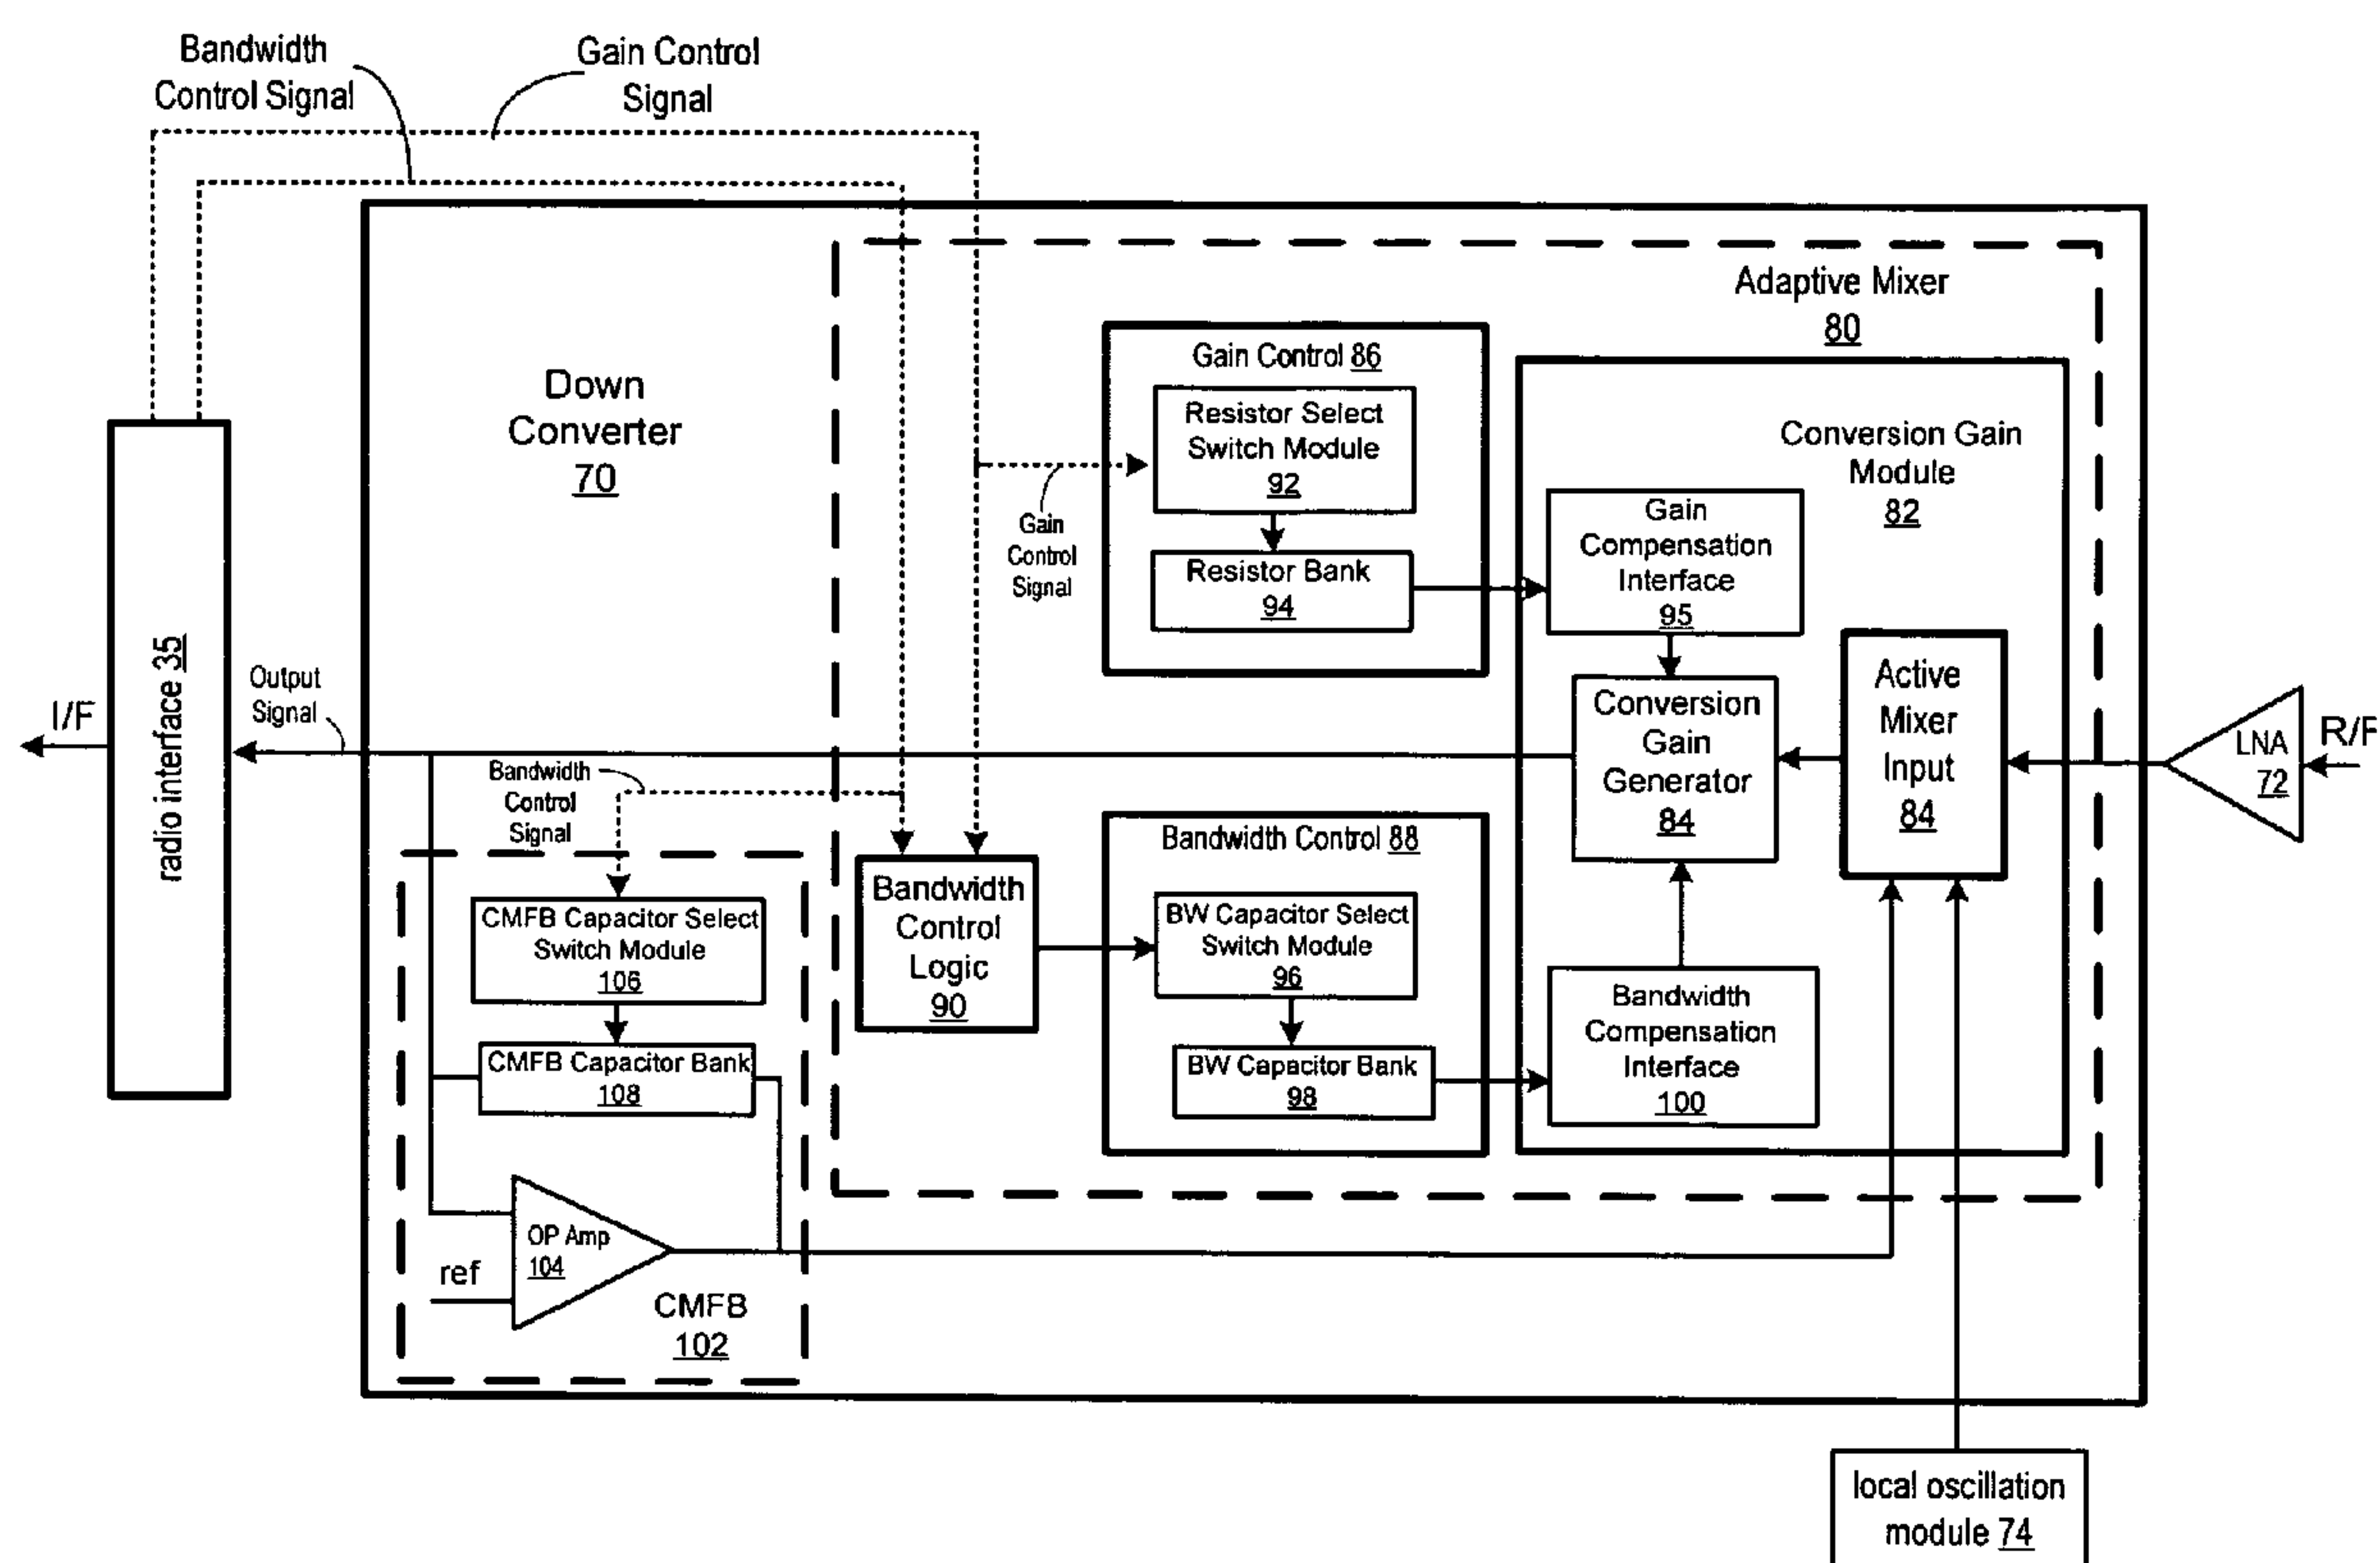 Bandwidth
Control Signal
Gain Control
Signal
Adaptive Mixer
80
Down
Converter
70
Gain Control 86
Resistor Select
Switch Module
92
Resistor Bank
94
Gain
Control
Signal
Conversion Gain
Module
82
Gain
Compensation
Interface
95
Conversion
Gain
Generator
84
Active
Mixer
Input
84
LNA
72
R/F
I/F
radio interface 35
Output
Signal
Bandwidth
Control
Signal
CMFB Capacitor Select
Switch Module
106
CMFB Capacitor Bank
108
OP Amp
104
ref
CMFB
102
Bandwidth
Control
Logic
90
Bandwidth Control 88
BW Capacitor Select
Switch Module
96
BW Capacitor Bank
98
Bandwidth
Compensation
Interface
100
local oscillation
module 74